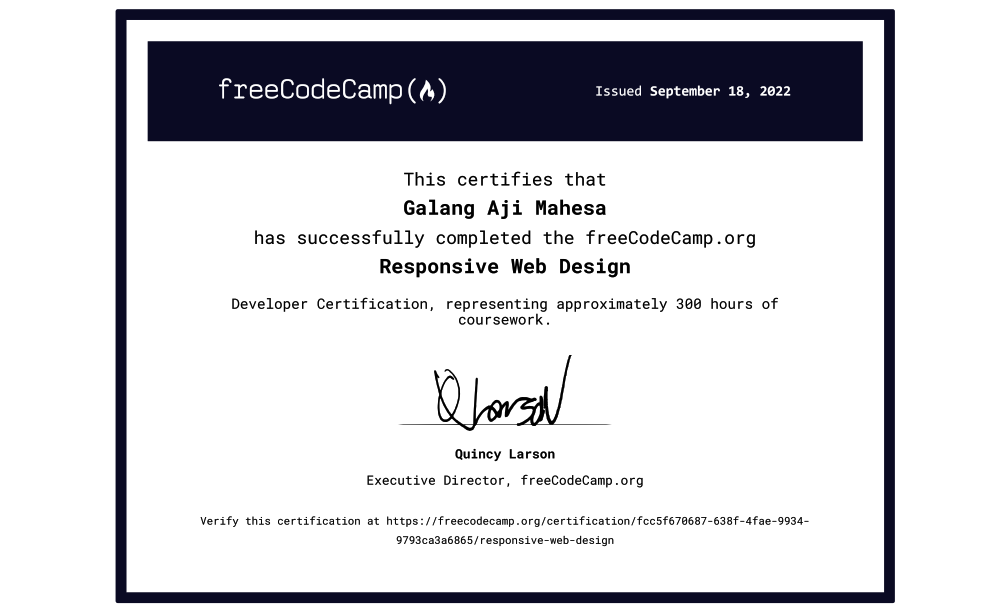 freeCodeCamp(🔥)
Issued September 18, 2022
This certifies that
Galang Aji Mahesa
has successfully completed the freeCodeCamp.org
Responsive Web Design
Developer Certification, representing approximately 300 hours of
coursework.
Q Larson
Quincy Larson
Executive Director, freeCodeCamp.org
Verify this certification at https://freecodecamp.org/certification/fcc5f670687-638f-4fae-9934-
9793ca3a6865/responsive-web-design